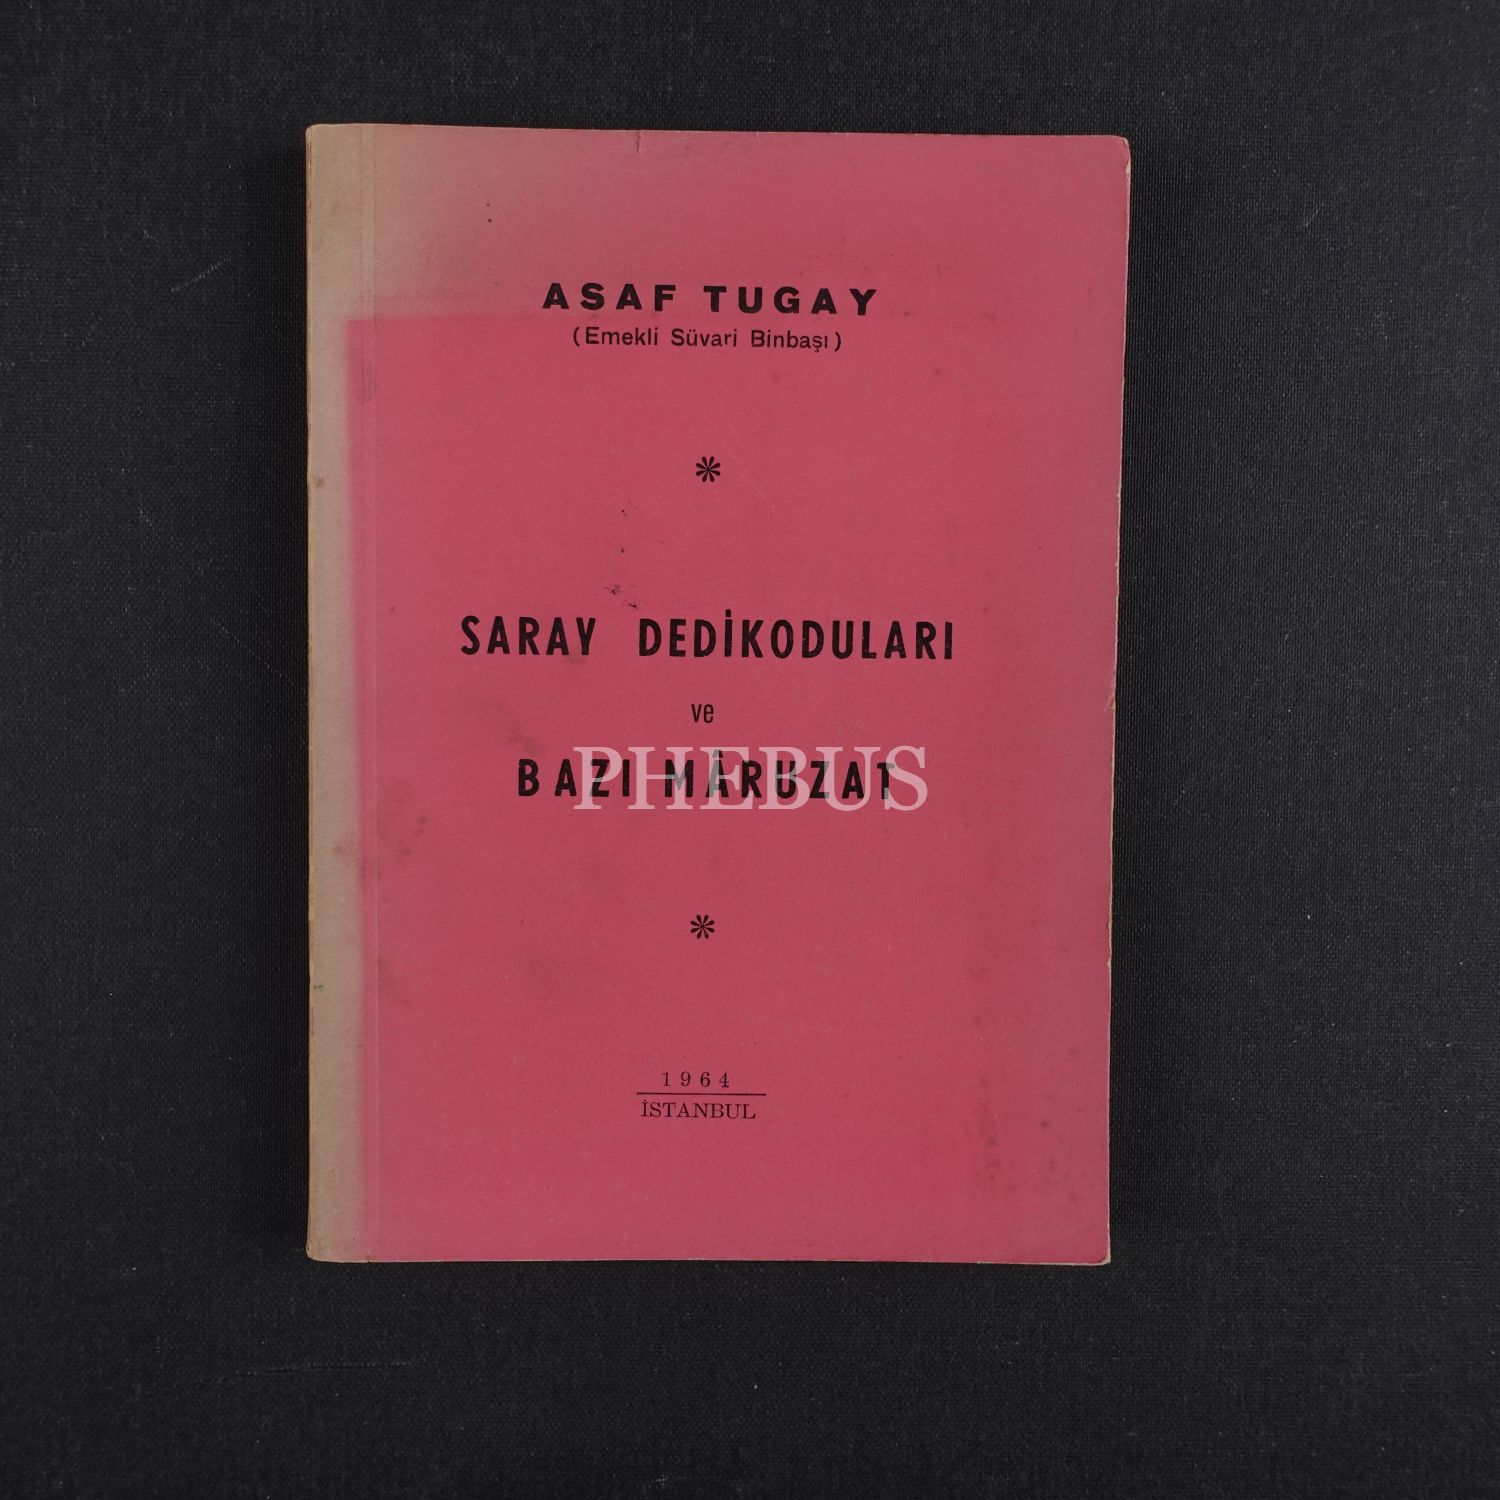 ASAF TUGAY
(Emekli Süvari Binbaşı)
SARAY DEDİKODULARI
ve
BAZI MÂRUZAT
PHEBUS
1964
İSTANBUL